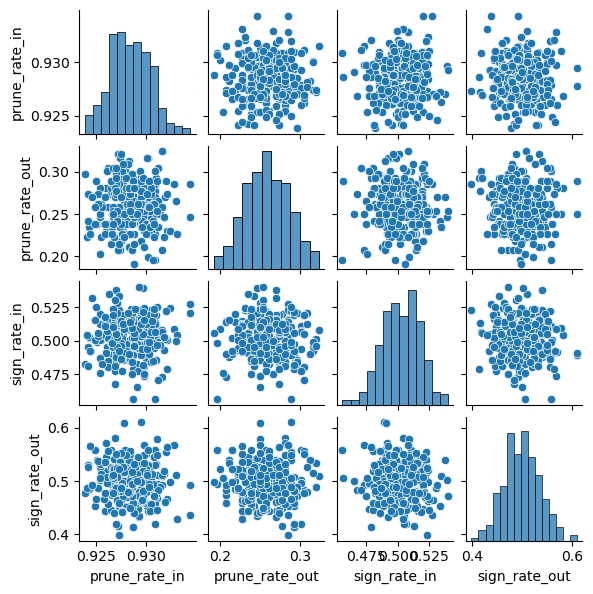 prune_rate_in
0.930
0.925
prune_rate_out
0.30
0.25
0.20
sign_rate_in
0.525
0.500
0.475
sign_rate_out
0.6
0.5
0.4
0.925 0.930 0.2 0.3 0.475 0.500 0.525 0.4 0.6
prune_rate_in prune_rate_out sign_rate_in sign_rate_out